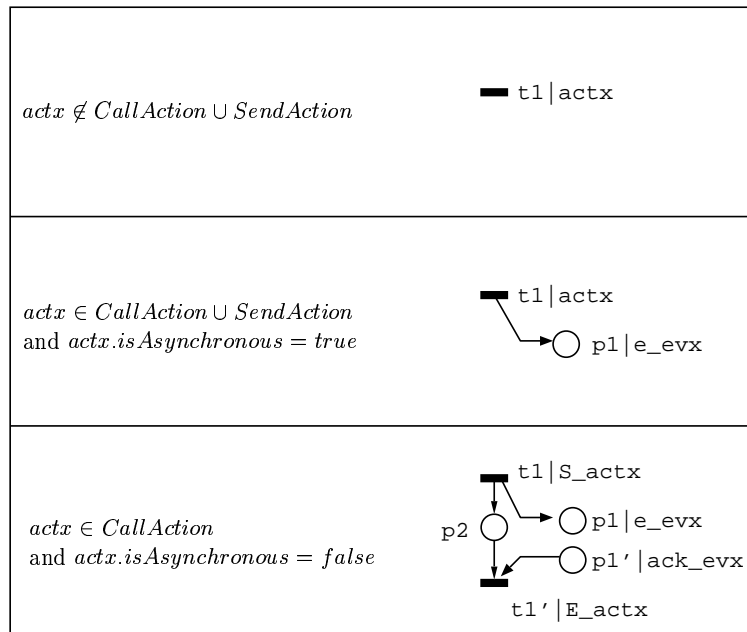 actx ∉ CallAction ∪ SendAction
t1|actx
actx ∈ CallAction ∪ SendAction
and actx.isAsynchronous = true
t1|actx
p1|e_evx
actx ∈ CallAction
and actx.isAsynchronous = false
t1|S_actx
p1|e_evx
p2
p1'|ack_evx
t1'|E_actx